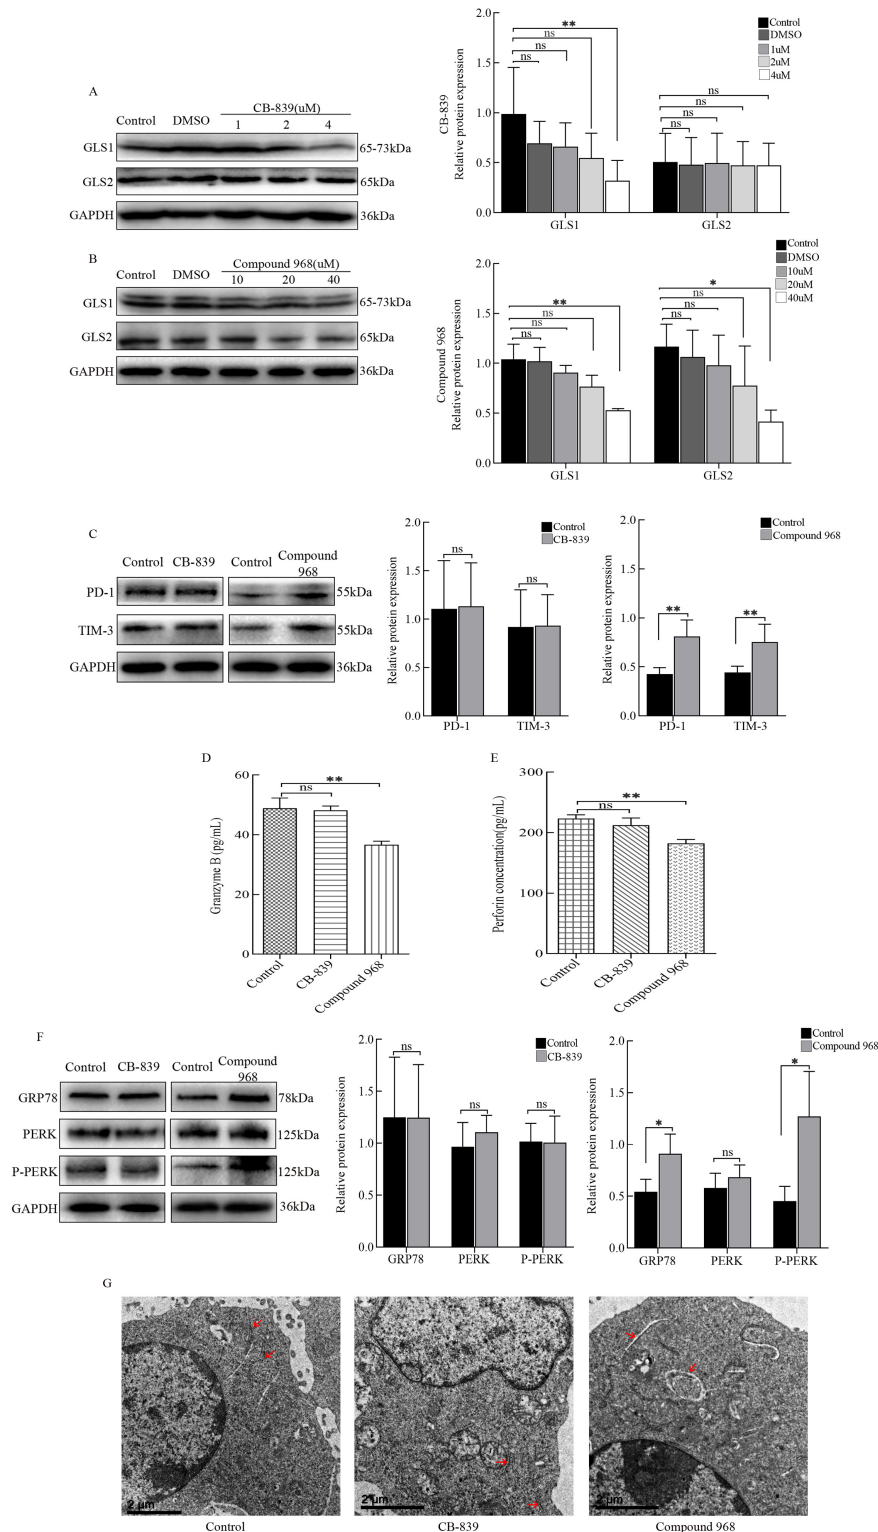 A
Control DMSO CB-839(uM)
1 2 4
GLS1 65-73kDa
GLS2 65kDa
GAPDH 36kDa
CB-839
Relative protein expression
2.0
1.5
1.0
0.5
0.0
**
ns
ns
ns
ns
ns
ns
ns
GLS1 GLS2
Control
DMSO
1uM
2uM
4uM
B
Control DMSO Compound 968(uM)
10 20 40
GLS1 65-73kDa
GLS2 65kDa
GAPDH 36kDa
Compound 968
Relative protein expression
2.0
1.5
1.0
0.5
0.0
**
ns
ns
ns
*
ns
ns
ns
GLS1 GLS2
Control
DMSO
10uM
20uM
40uM
C
Control CB-839 Control Compound
968
PD-1 55kDa
TIM-3 55kDa
GAPDH 36kDa
Relative protein expression
2.0
1.5
1.0
0.5
0.0
ns
ns
PD-1 TIM-3
Control
CB-839
Relative protein expression
2.0
1.5
1.0
0.5
0.0
**
**
PD-1 TIM-3
Control
Compound 968
D
Granzyme B (pg/mL)
60
40
20
0
**
ns
Control CB-839 Compound 968
E
Perforin concentration(pg/mL)
300
200
100
0
**
ns
Control CB-839 Compound 968
F
Control CB-839 Control Compound
968
GRP78 78kDa
PERK 125kDa
P-PERK 125kDa
GAPDH 36kDa
Relative protein expression
2.0
1.5
1.0
0.5
0.0
ns
ns
ns
GRP78 PERK P-PERK
Control
CB-839
Relative protein expression
2.0
1.5
1.0
0.5
0.0
*
ns
*
GRP78 PERK P-PERK
Control
Compound 968
G
2 μm
2 μm
2 μm
Control CB-839 Compound 968